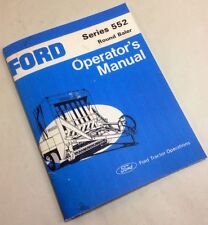 FORD
Series 552
Round Baler
Operator's
Manual
Ford
Ford Tractor Operations